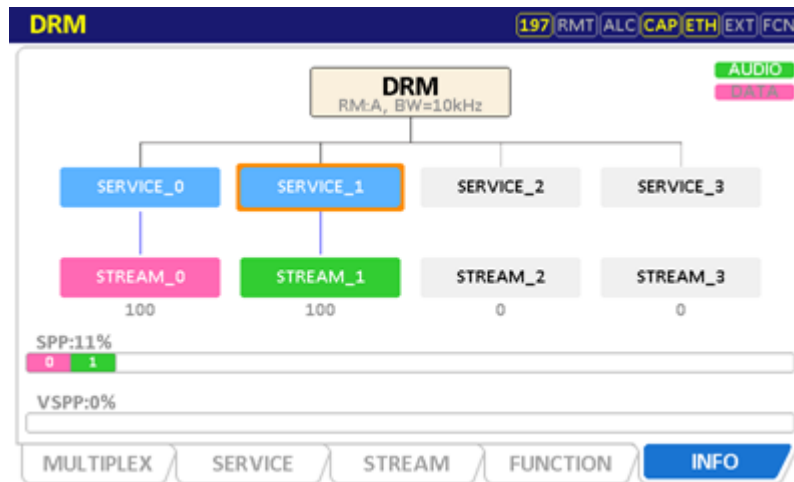 DRM 197 RMT ALC CAP ETH EXT FCN
AUDIO
DATA
DRM
RM:A, BW=10kHz
SERVICE_0 SERVICE_1 SERVICE_2 SERVICE_3
STREAM_0 STREAM_1 STREAM_2 STREAM_3
100 100 0 0
SPP:11%
0 1
VSPP:0%
MULTIPLEX SERVICE STREAM FUNCTION INFO